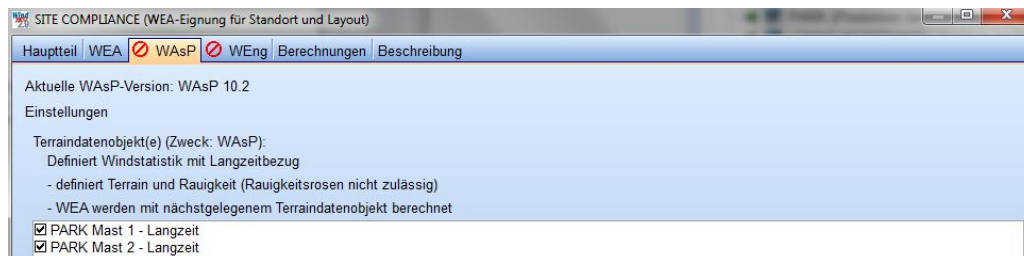 SITE COMPLIANCE (WEA-Eignung für Standort und Layout)
Hauptteil WEA WAsP WEng Berechnungen Beschreibung
Aktuelle WAsP-Version: WAsP 10.2
Einstellungen
Terraindatenobjekt(e) (Zweck: WAsP):
Definiert Windstatistik mit Langzeitbezug
- definiert Terrain und Rauigkeit (Rauigkeitsrosen nicht zulässig)
- WEA werden mit nächstgelegenem Terraindatenobjekt berechnet
PARK Mast 1 - Langzeit
PARK Mast 2 - Langzeit